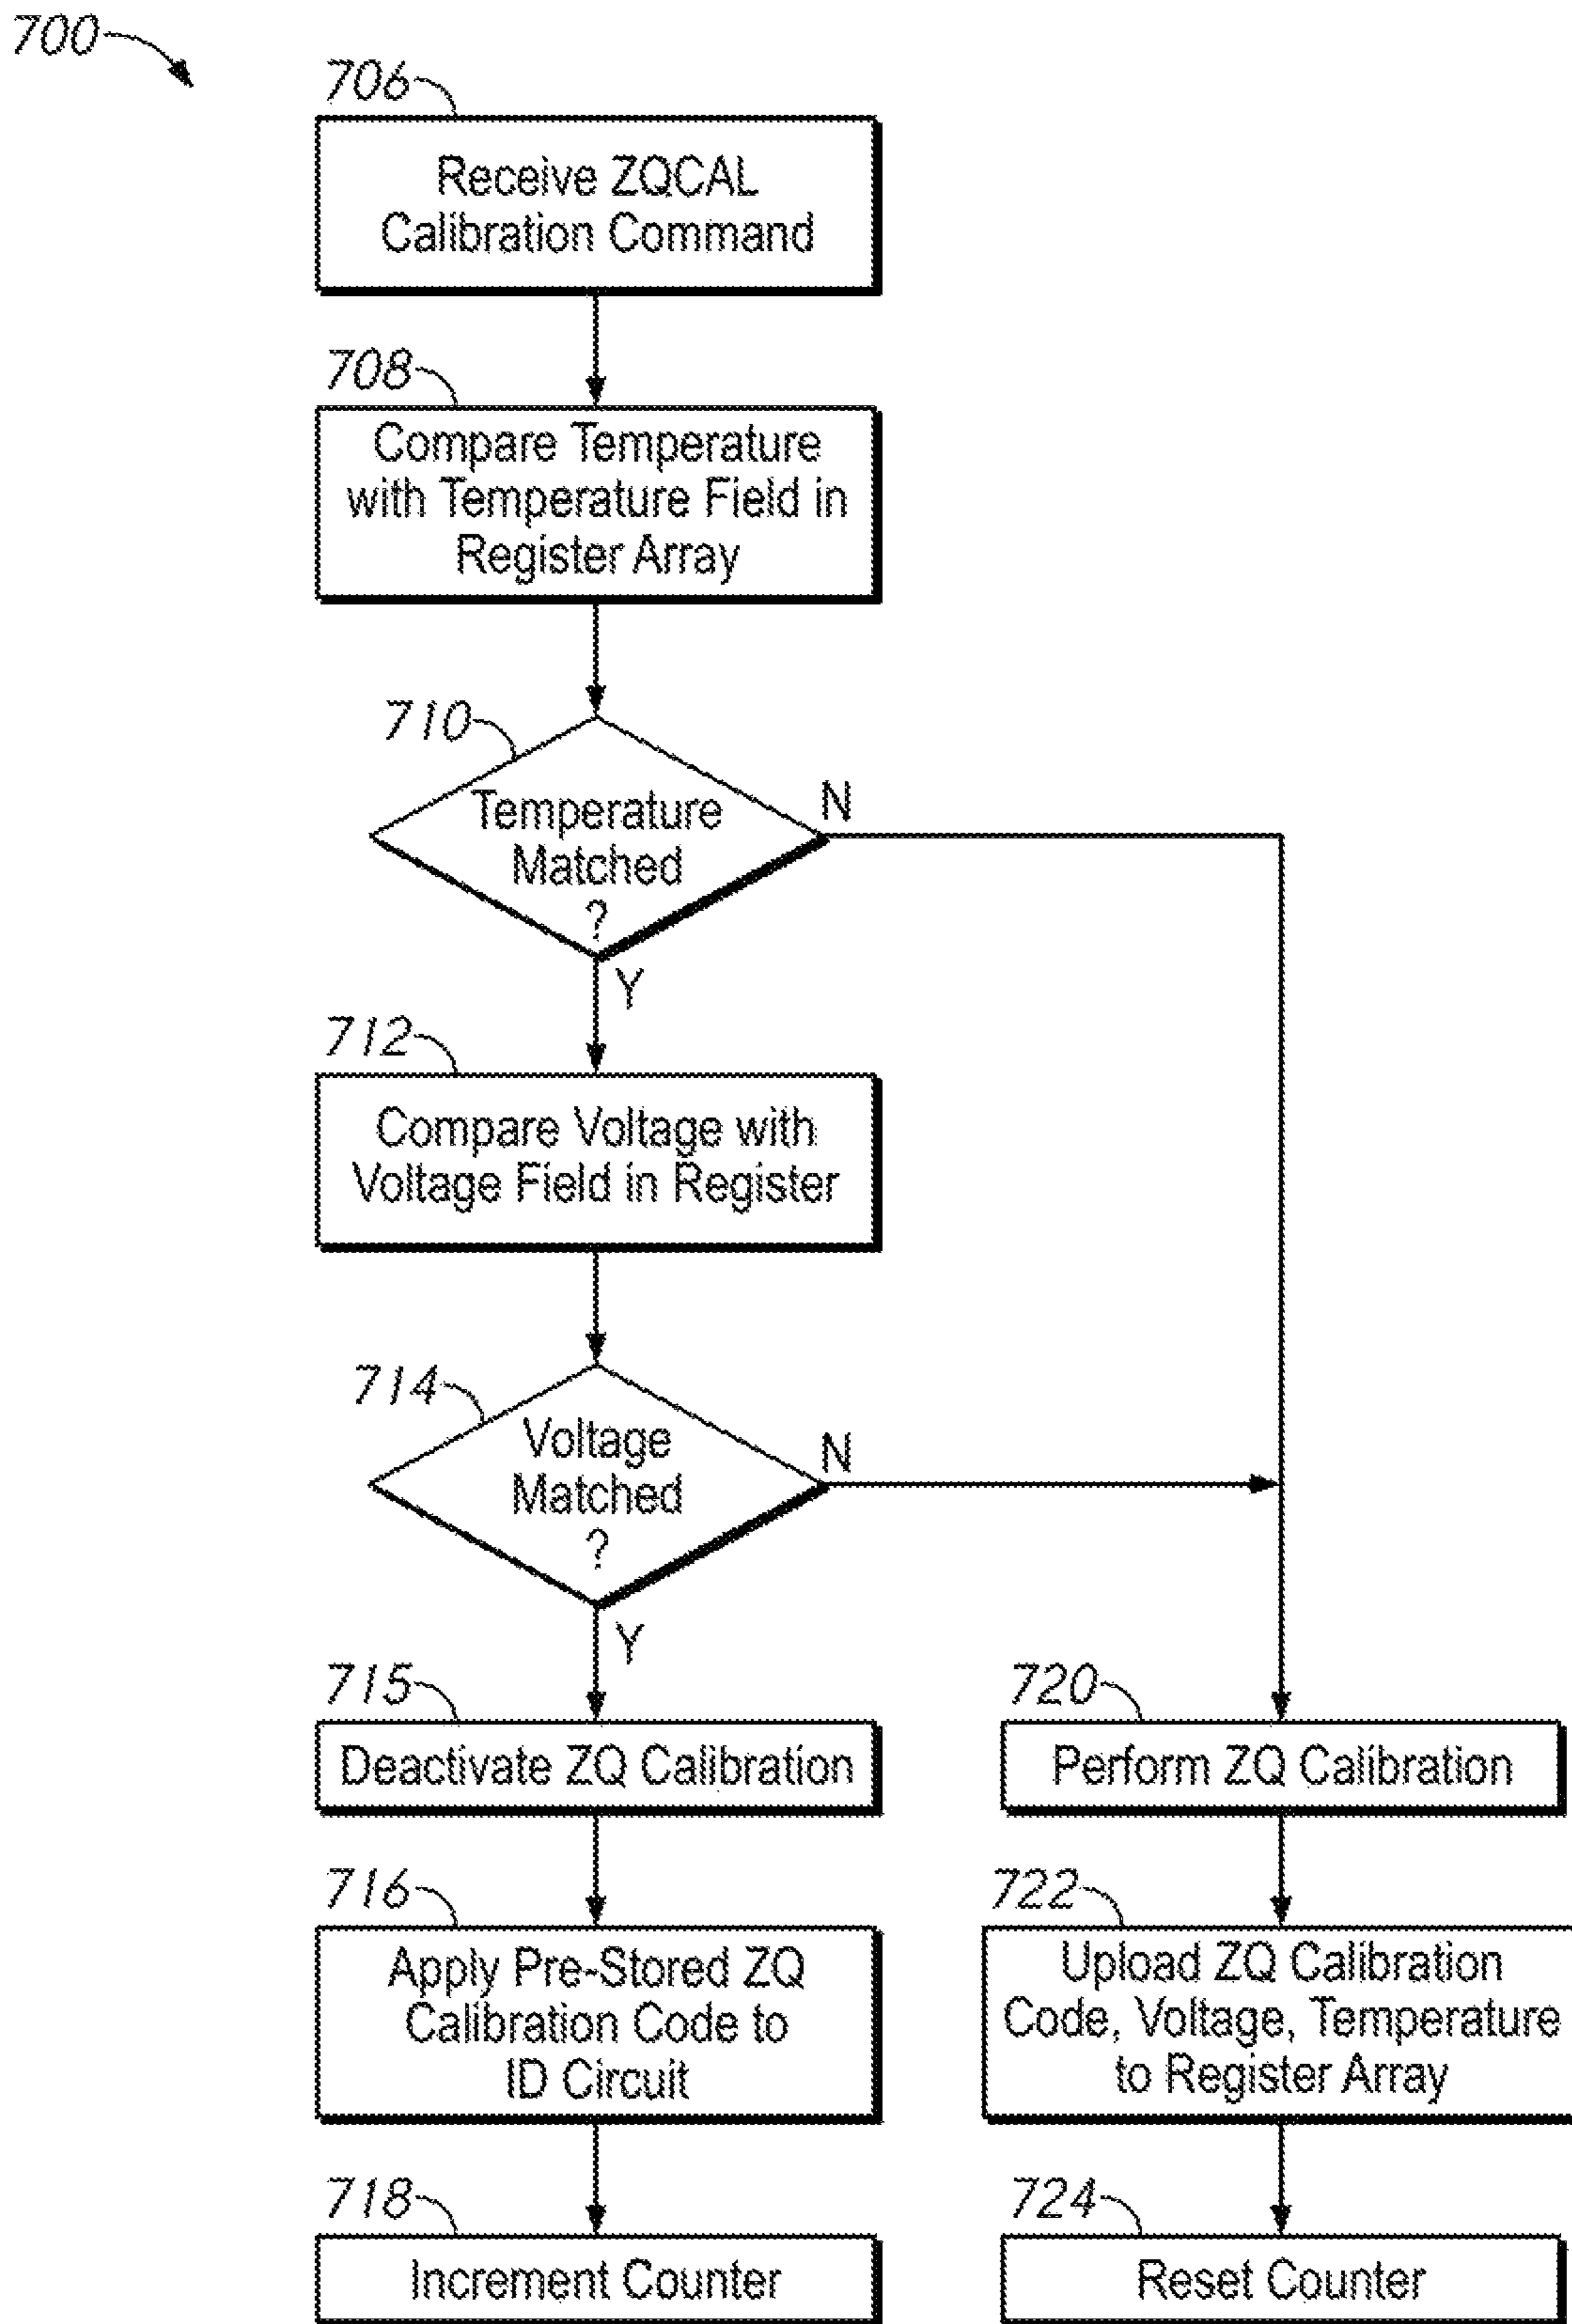 700
706
Receive ZQCAL
Calibration Command
708
Compare Temperature
with Temperature Field in
Register Array
710
Temperature
Matched
?
N
Y
712
Compare Voltage with
Voltage Field in Register
714
Voltage
Matched
?
N
Y
715
Deactivate ZQ Calibration
720
Perform ZQ Calibration
716
Apply Pre-Stored ZQ
Calibration Code to
ID Circuit
722
Upload ZQ Calibration
Code, Voltage, Temperature
to Register Array
718
Increment Counter
724
Reset Counter